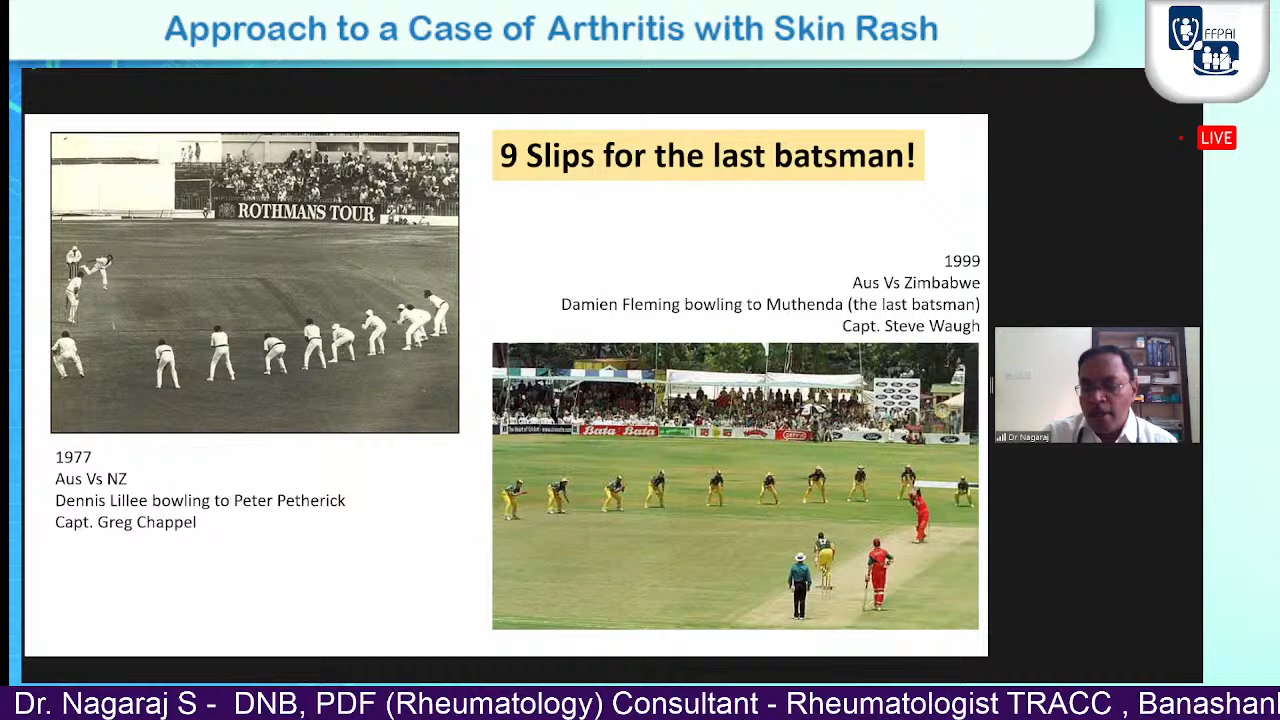 Approach to a Case of Arthritis with Skin Rash
FFPAI
LIVE
9 Slips for the last batsman!
ROTHMANS TOUR
1999
Aus Vs Zimbabwe
Damien Fleming bowling to Muthenda (the last batsman)
Capt. Steve Waugh
1977
Aus Vs NZ
Dennis Lillee bowling to Peter Petherick
Capt. Greg Chappel
Bata Bata
Dr Nagaraj
Dr. Nagaraj S - DNB, PDF (Rheumatology) Consultant - Rheumatologist TRACC , Banashan